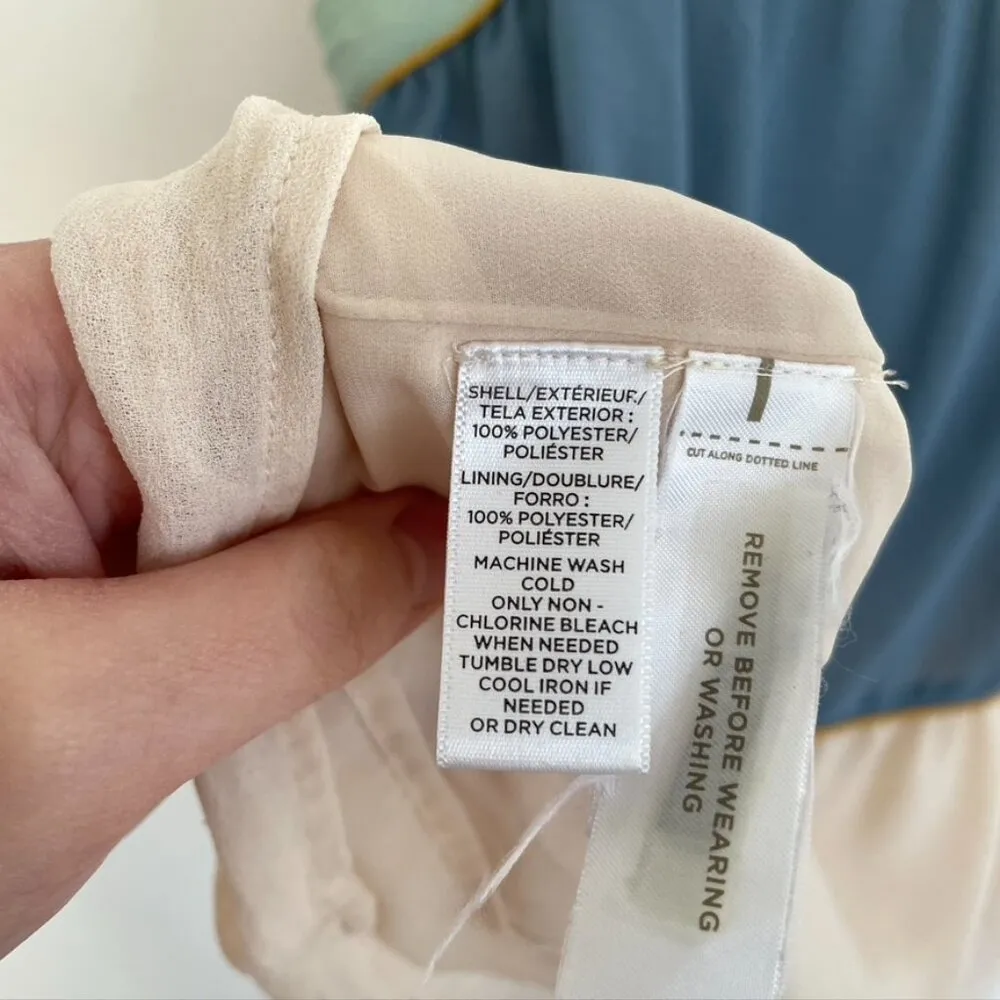 SHELL/EXTÉRIEUR/
TELA EXTERIOR :
100% POLYESTER/
POLIÉSTER
LINING/DOUBLURE/
FORRO :
100% POLYESTER/
POLIÉSTER
MACHINE WASH
COLD
ONLY NON -
CHLORINE BLEACH
WHEN NEEDED
TUMBLE DRY LOW
COOL IRON IF
NEEDED
OR DRY CLEAN
CUT ALONG DOTTED LINE
REMOVE BEFORE WEARING
OR WASHING